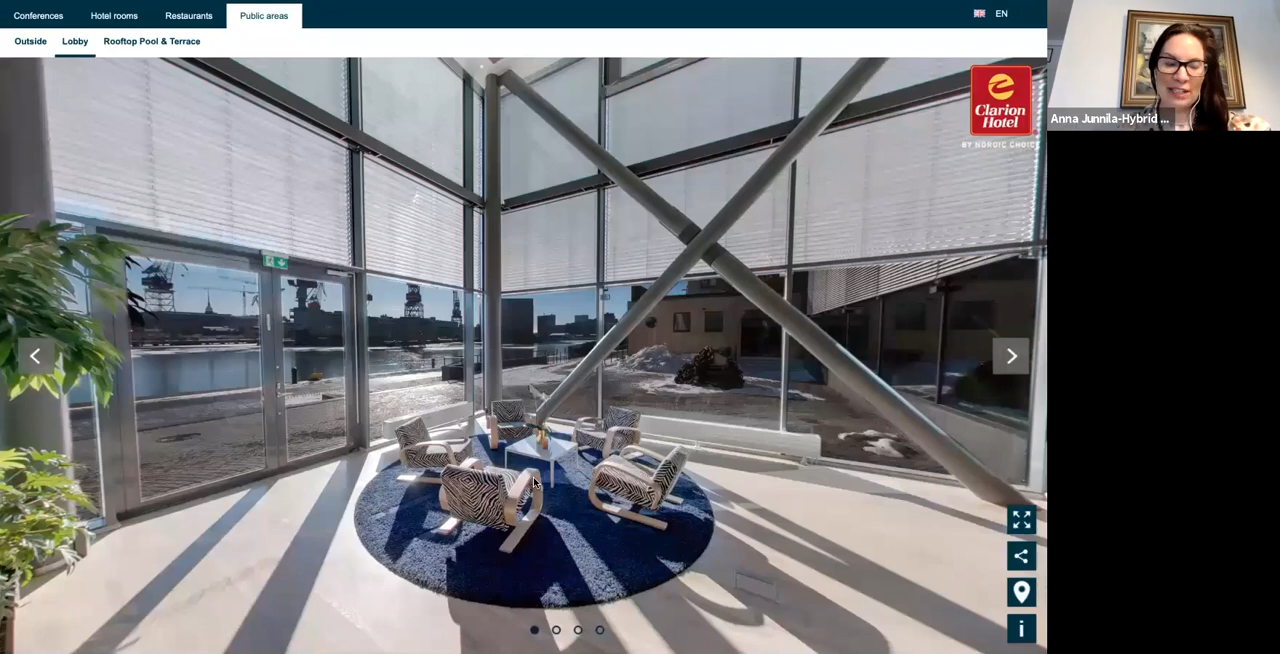 Conferences
Hotel rooms
Restaurants
Public areas
EN
Outside
Lobby
Rooftop Pool & Terrace
Clarion
Hotel
BY NORDIC CHOICE
Anna Junnila-Hybrid ...